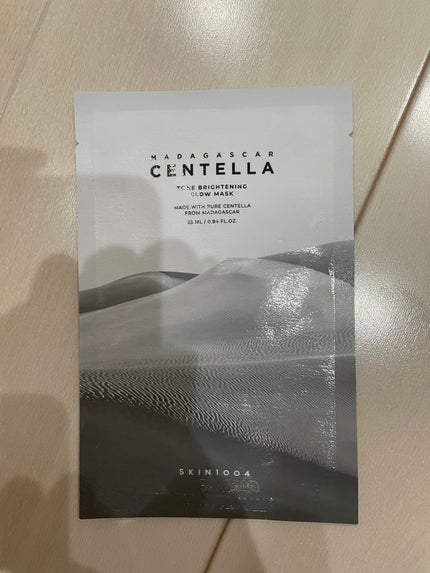 MADAGASCAR
CENTELLA
TONE BRIGHTENING
GLOW MASK
MADE WITH PURE CENTELLA
FROM MADAGASCAR
25 ML / 0.84 FL.OZ.
SKIN1004